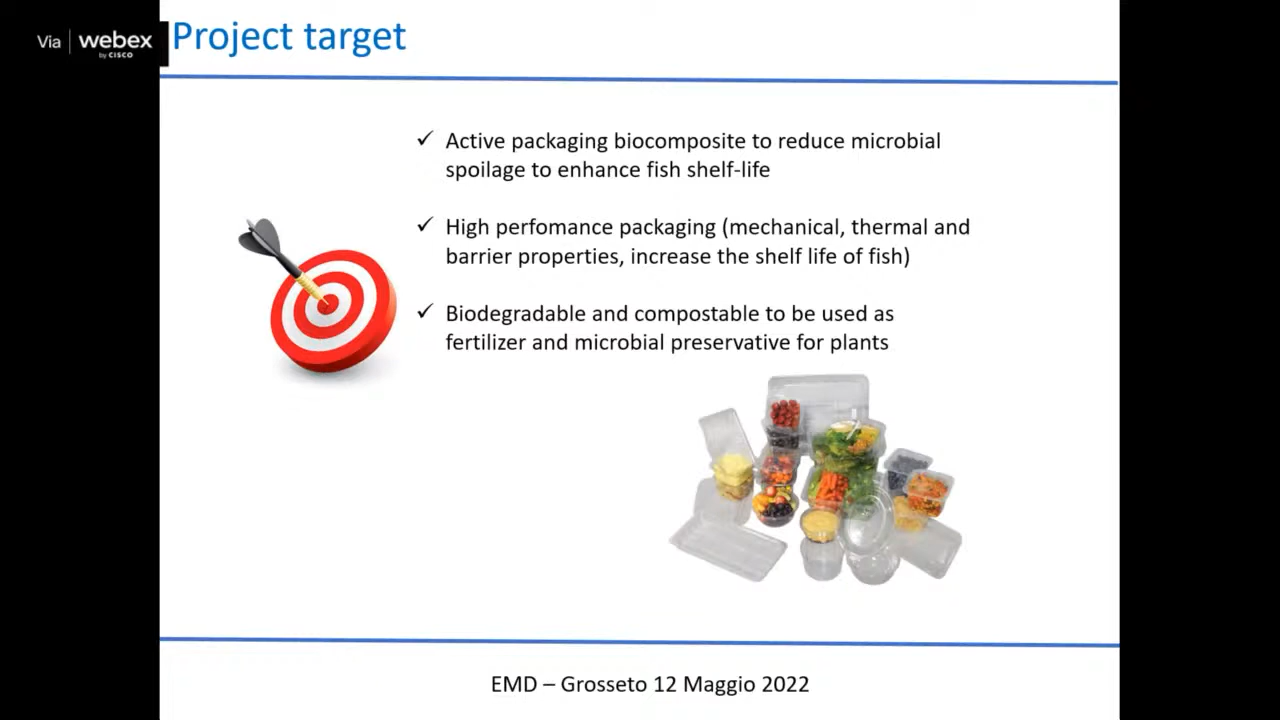 Via | webex
by CISCO
Project target
✓ Active packaging biocomposite to reduce microbial
spoilage to enhance fish shelf-life
✓ High perfomance packaging (mechanical, thermal and
barrier properties, increase the shelf life of fish)
✓ Biodegradable and compostable to be used as
fertilizer and microbial preservative for plants
EMD – Grosseto 12 Maggio 2022